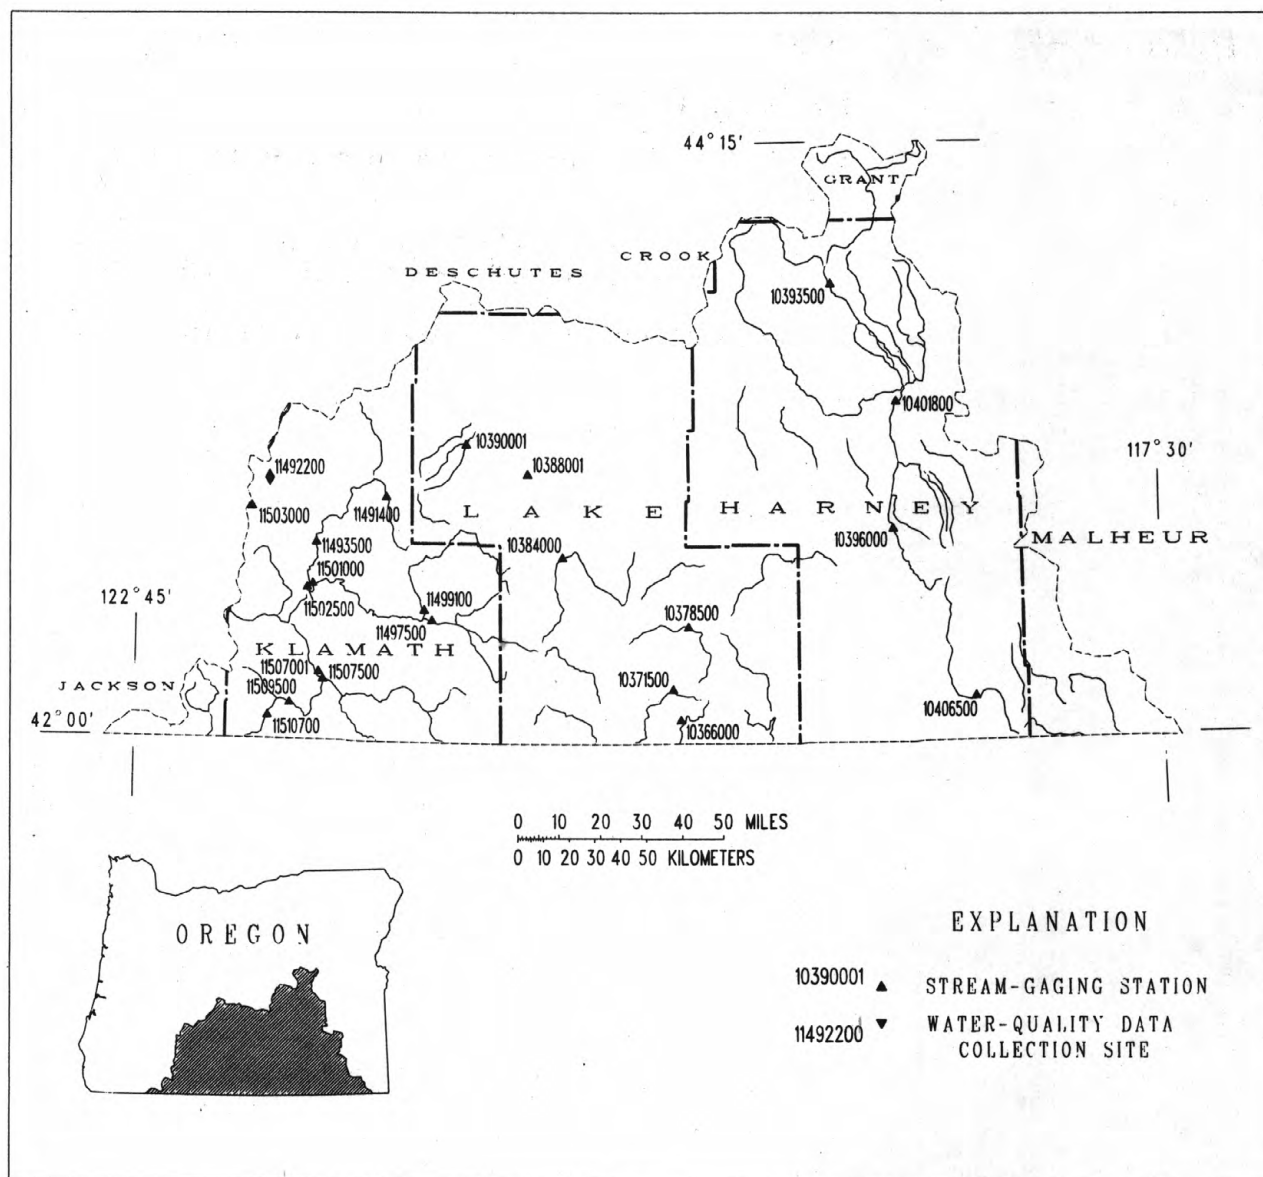 44°15'
GRANT
CROOK
DESCHUTES
10393500
10401800
117°30'
10390001
11492200
10388001
11503000
11491400
LAKE
HARNEY
10396000
MALHEUR
11493500
10384000
11501000
122°45'
11502500
11499100
11497500
10378500
KLAMATH
11507001
11507500
JACKSON
11509500
10371500
42°00'
11510700
10366000
10406500
0 10 20 30 40 50 MILES
0 10 20 30 40 50 KILOMETERS
OREGON
EXPLANATION
10390001 STREAM-GAGING STATION
11492200 WATER-QUALITY DATA
COLLECTION SITE